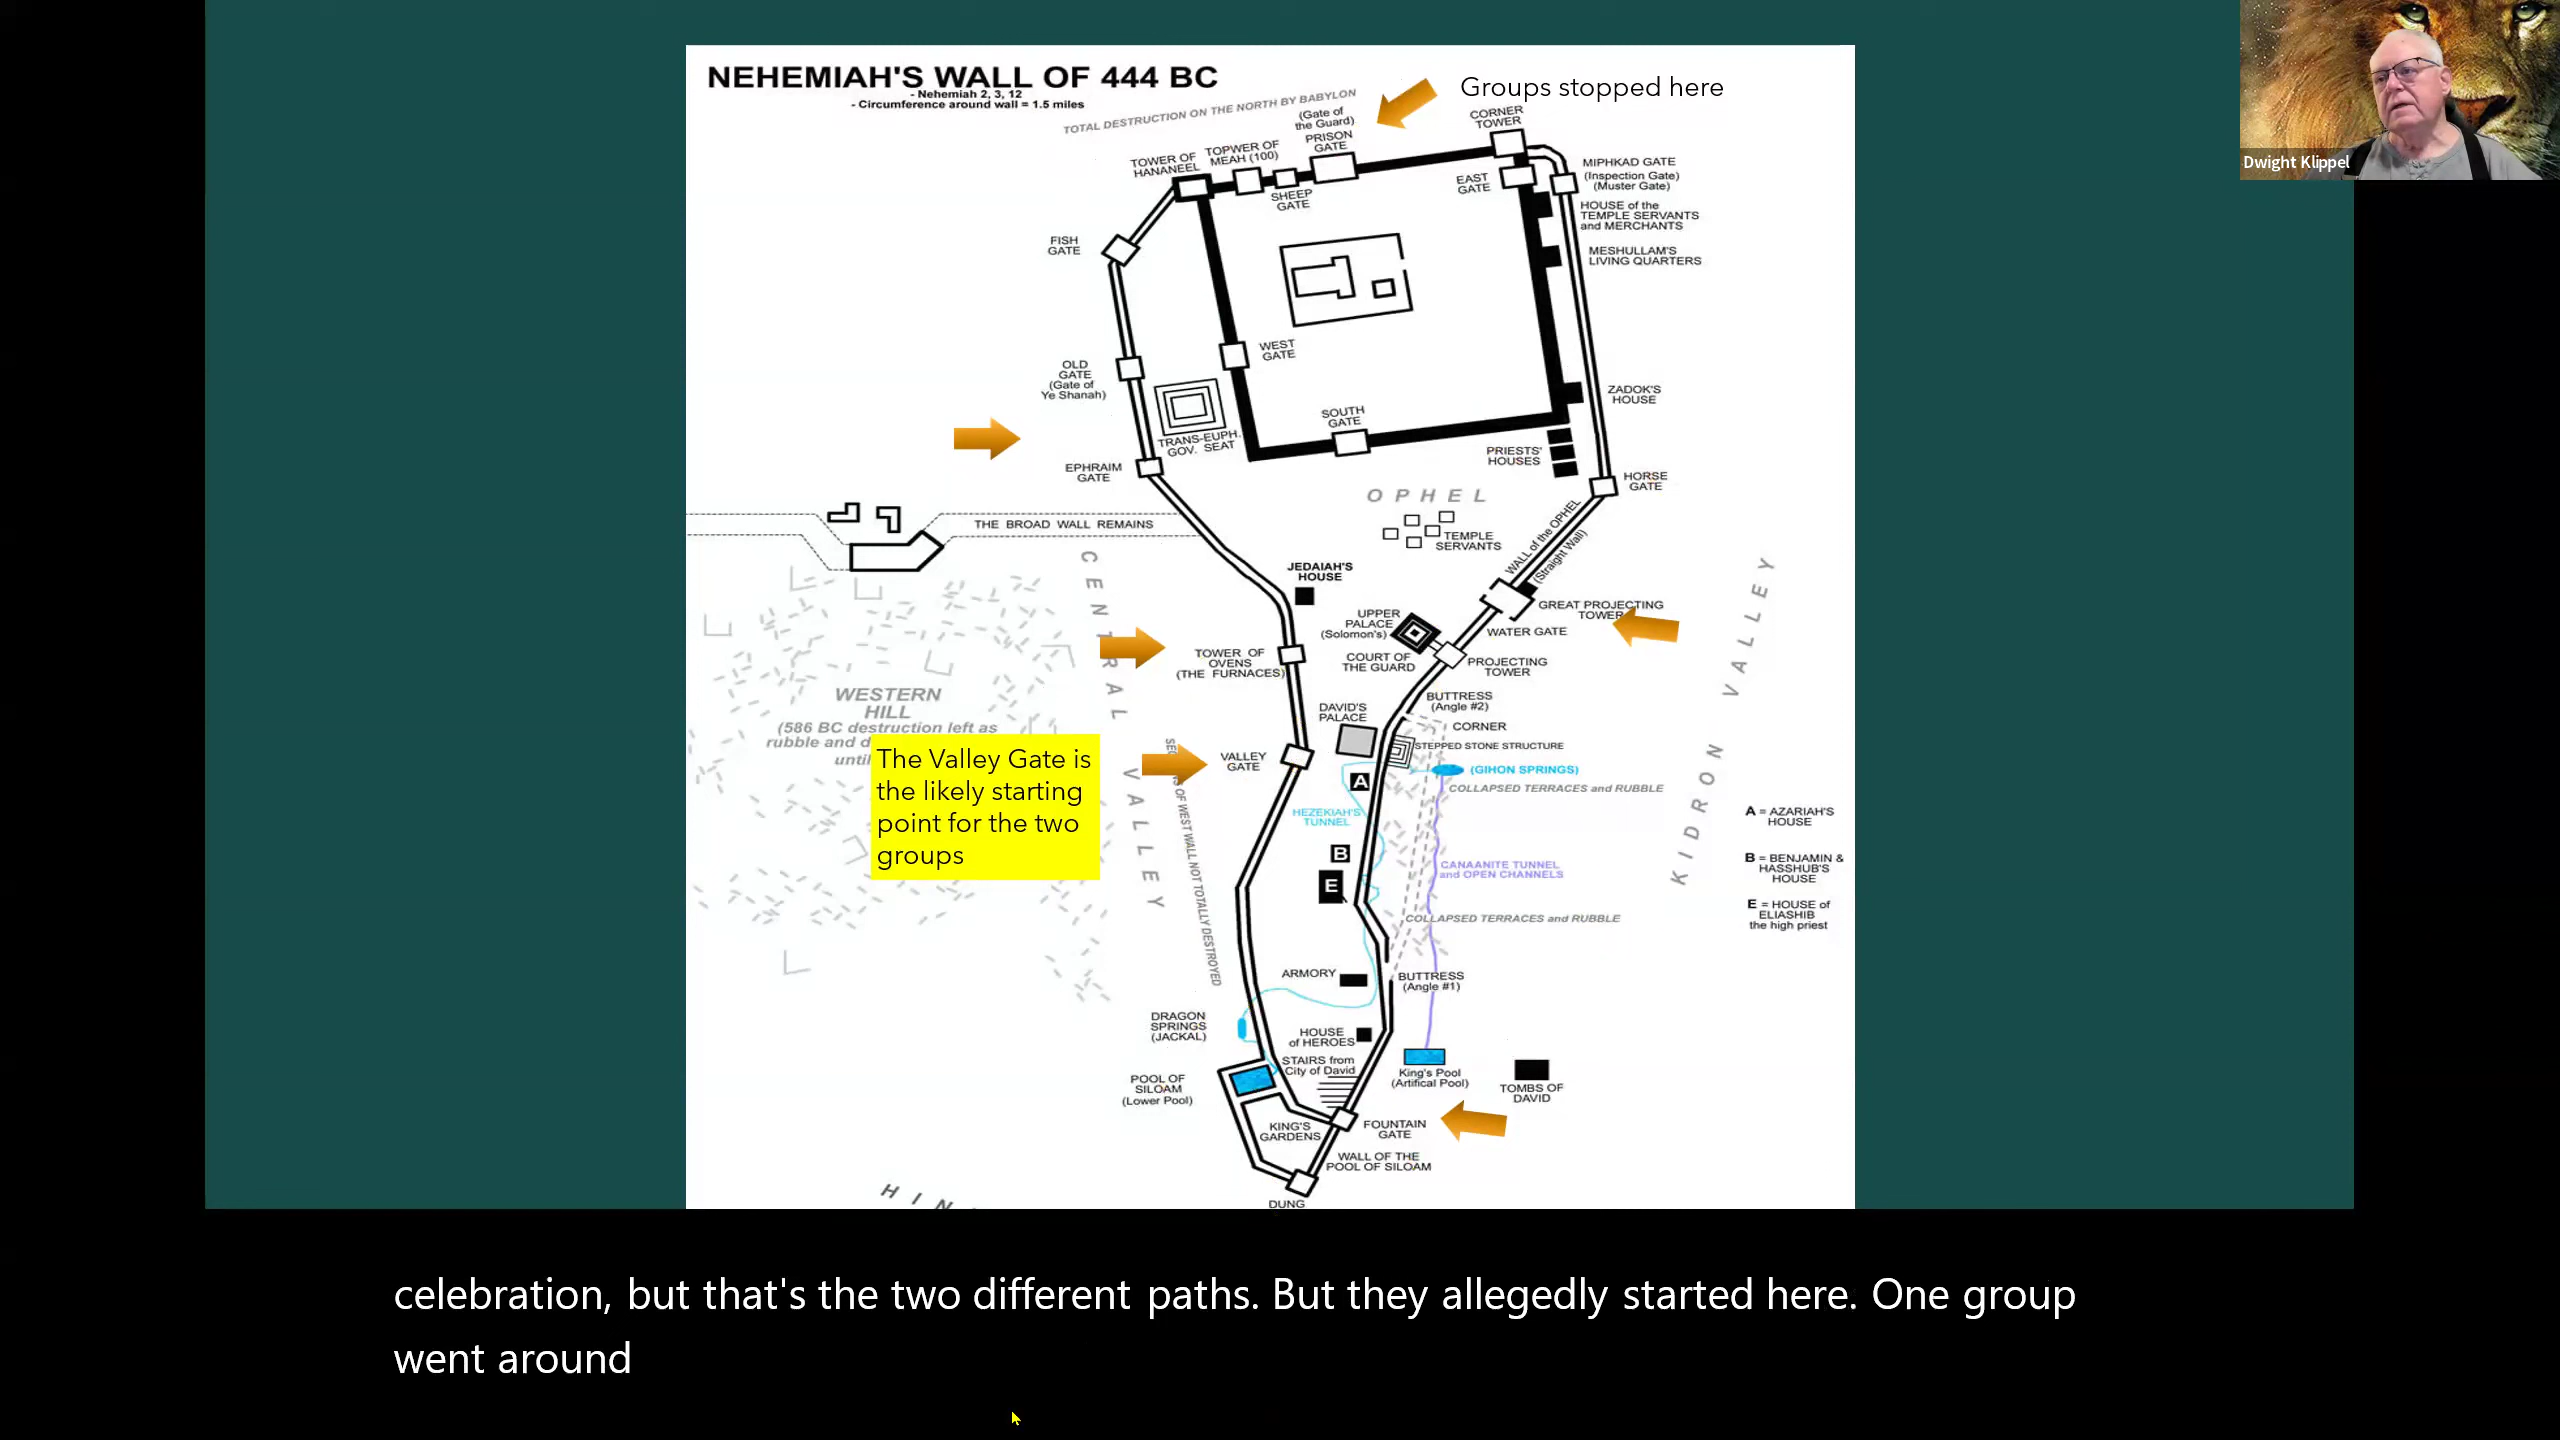 NEHEMIAH'S WALL OF 444 BC
- Nehemiah 2, 3, 12
- Circumference around wall = 1.5 miles
TOTAL DESTRUCTION ON THE NORTH BY BABYLON
Groups stopped here
Dwight Klippel
(Gate of
the Guard)
PRISON
GATE
CORNER
TOWER
TOWER OF
HANANEEL
TOPWER OF
MEAH (100)
SHEEP
GATE
EAST
GATE
MIPHKAD GATE
(Inspection Gate)
(Muster Gate)
HOUSE of the
TEMPLE SERVANTS
and MERCHANTS
MESHULLAM'S
LIVING QUARTERS
FISH
GATE
WEST
GATE
OLD
GATE
(Gate of
Ye Shanah)
TRANS-EUPH.
GOV. SEAT
SOUTH
GATE
ZADOK'S
HOUSE
PRIESTS'
HOUSES
EPHRAIM
GATE
HORSE
GATE
OPHEL
THE BROAD WALL REMAINS
TEMPLE
SERVANTS
WALL of the OPHEL
(Straight Wall)
CENTRAL VALLEY
JEDAIAH'S
HOUSE
GREAT PROJECTING
TOWER
UPPER
PALACE
(Solomon's)
WATER GATE
COURT OF
THE GUARD
PROJECTING
TOWER
TOWER OF
OVENS
(THE FURNACES)
KIDRON VALLEY
WESTERN
HILL
(586 BC destruction left as
rubble and d
until
BUTTRESS
(Angle #2)
DAVID'S
PALACE
CORNER
STEPPED STONE STRUCTURE
The Valley Gate is
the likely starting
point for the two
groups
VALLEY
GATE
SEC
S OF WEST WALL NOT TOTALLY DESTROYED
(GIHON SPRINGS)
COLLAPSED TERRACES and RUBBLE
A
HEZEKIAH'S
TUNNEL
A = AZARIAH'S
HOUSE
B
B = BENJAMIN &
HASSHUB'S
HOUSE
CANAANITE TUNNEL
and OPEN CHANNELS
E
E = HOUSE of
ELIASHIB
the high priest
COLLAPSED TERRACES and RUBBLE
ARMORY
BUTTRESS
(Angle #1)
DRAGON
SPRINGS
(JACKAL)
HOUSE
of HEROES
STAIRS from
City of David
King's Pool
(Artifical Pool)
TOMBS OF
DAVID
POOL OF
SILOAM
(Lower Pool)
KING'S
GARDENS
FOUNTAIN
GATE
WALL OF THE
POOL OF SILOAM
HIN
DUNG
celebration, but that's the two different paths. But they allegedly started here. One group
went around